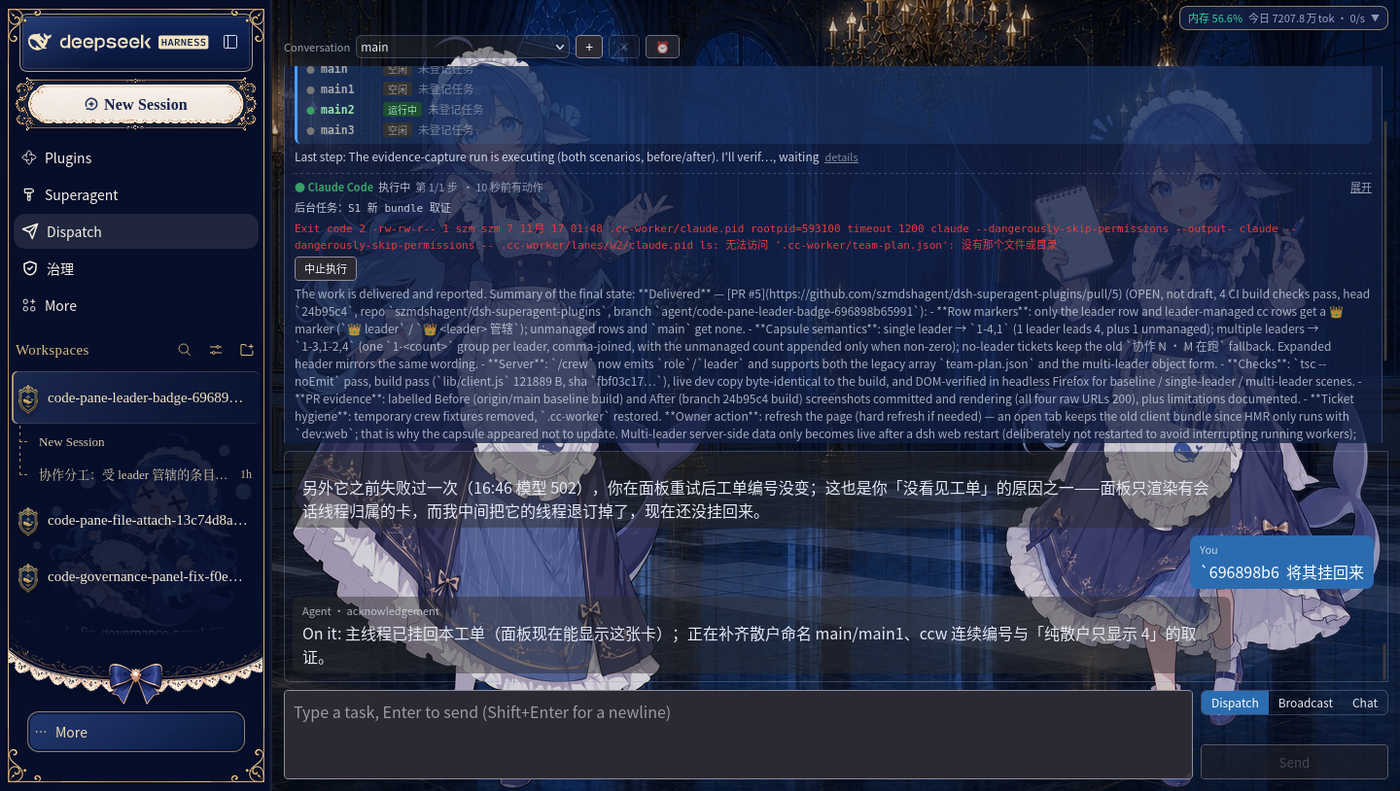 deepseek HARNESS
New Session
Plugins
Superagent
Dispatch
治理
More
Workspaces
code-pane-leader-badge-69689…
New Session
协作分工：受 leader 管辖的条目… 1h
code-pane-file-attach-13c74d8a…
code-governance-panel-fix-f0e…
··· More
内存 56.6% 今日 7207.8万tok · 0/s ▼
Conversation main + ×
main 空闲 未登记任务
main1 空闲 未登记任务
main2 运行中 未登记任务
main3 空闲 未登记任务
Last step: The evidence-capture run is executing (both scenarios, before/after). I'll verif…, waiting details
Claude Code 执行中 第 1/1 步 · 10 秒前有动作 展开
后台任务: S1 新 bundle 取证
Exit code 2 -rw-rw-r-- 1 szm szm 7 11月 17 01:48 .cc-worker/claude.pid rootpid=593100 timeout 1200 claude --dangerously-skip-permissions --output- claude --
dangerously-skip-permissions -- .cc-worker/lanes/w2/claude.pid ls: 无法访问 '.cc-worker/team-plan.json': 没有那个文件或目录
中止执行
The work is delivered and reported. Summary of the final state: **Delivered** — [PR #5](https://github.com/szmdshagent/dsh-superagent-plugins/pull/5) (OPEN, not draft, 4 CI build checks pass, head
`24b95c4`, repo `szmdshagent/dsh-superagent-plugins`, branch `agent/code-pane-leader-badge-696898b65991`): - **Row markers**: only the leader row and leader-managed cc rows get a 👑
marker (`👑 leader` / `👑 <leader> 管辖`); unmanaged rows and `main` get none. - **Capsule semantics**: single leader → `1-4,1` (1 leader leads 4, plus 1 unmanaged); multiple leaders →
`1-3,1-2,4` (one `1-<count>` group per leader, comma-joined, with the unmanaged count appended only when non-zero); no-leader tickets keep the old `协作 N · M 在跑` fallback. Expanded
header mirrors the same wording. - **Server**: `/crew` now emits `role`/`leader` and supports both the legacy array `team-plan.json` and the multi-leader object form. - **Checks**: `tsc --
noEmit` pass, build pass (`lib/client.js` 121889 B, sha `fbf03c17…`), live dev copy byte-identical to the build, and DOM-verified in headless Firefox for baseline / single-leader / multi-leader scenes. -
**PR evidence**: labelled Before (origin/main baseline build) and After (branch 24b95c4 build) screenshots committed and rendering (all four raw URLs 200), plus limitations documented. - **Ticket
hygiene**: temporary crew fixtures removed, `.cc-worker` restored. **Owner action**: refresh the page (hard refresh if needed) — an open tab keeps the old client bundle since HMR only runs with
`dev:web`; that is why the capsule appeared not to update. Multi-leader server-side data only becomes live after a dsh web restart (deliberately not restarted to avoid interrupting running workers);
另外它之前失败过一次（16:46 模型 502），你在面板重试后工单编号没变；这也是你「没看见工单」的原因之一——面板只渲染有会
话线程归属的卡，而我中间把它的线程退订掉了，现在还没挂回来。
You
`696898b6 将其挂回来
Agent · acknowledgement
On it: 主线程已挂回本工单（面板现在能显示这张卡）；正在补齐散户命名 main/main1、ccw 连续编号与「纯散户只显示 4」的取
证。
Type a task, Enter to send (Shift+Enter for a newline)
Dispatch Broadcast Chat
Send